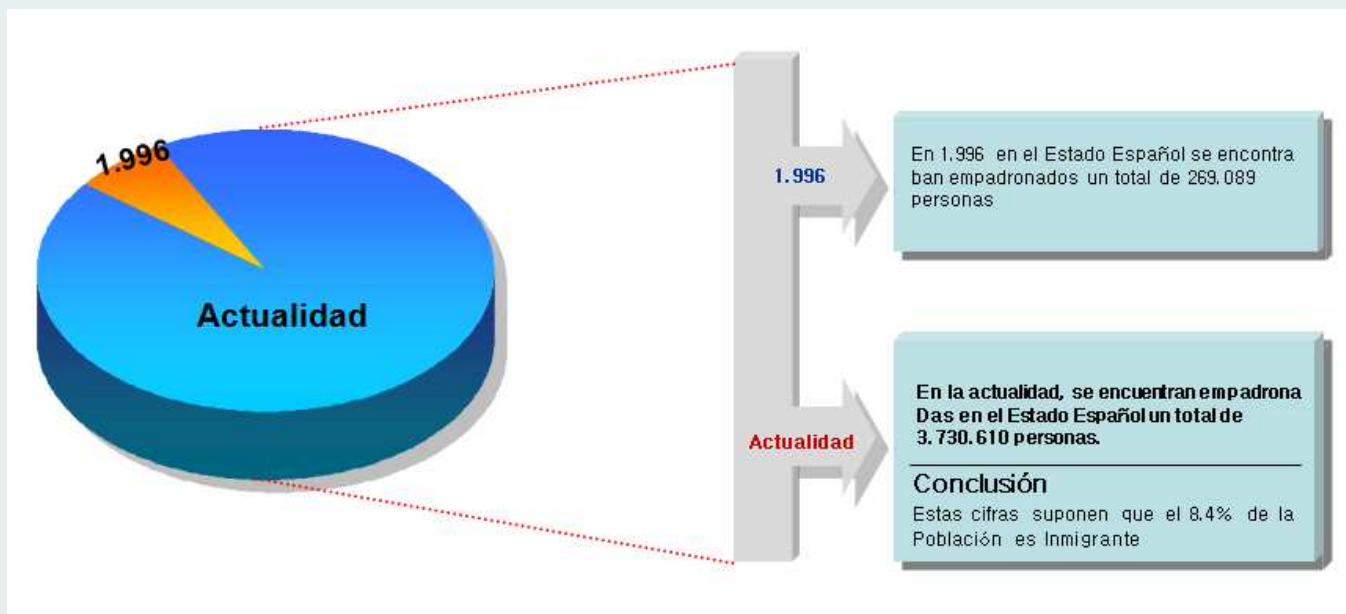 1.996
Actualidad
1.996
En 1.996 en el Estado Español se encontra
ban empadronados un total de 269.089
personas
Actualidad
En la actualidad, se encuentran empadrona
Das en el Estado Español un total de
3.730.610 personas.
Conclusión
Estas cifras suponen que el 8.4% de la
Población es Inmigrante